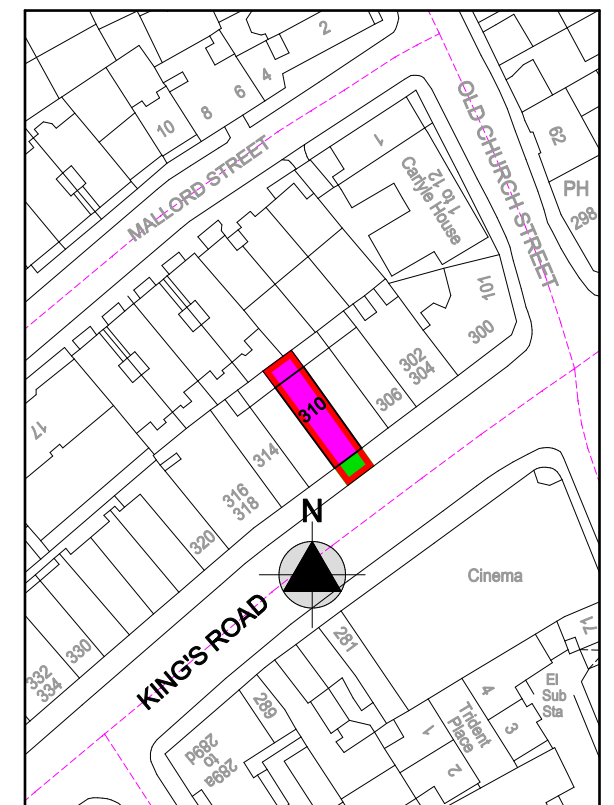 2
4
6
8
10
MALLORD STREET
OLD CHURCH STREET
62
PH
298
1
1 to 12
Carlyle House
101
300
302
304
306
310
314
316
318
320
17
330
332
334
N
KING'S ROAD
Cinema
281
289
289a
to
289d
71
El
Sub
Sta
Trident
Place
4
3
1
2